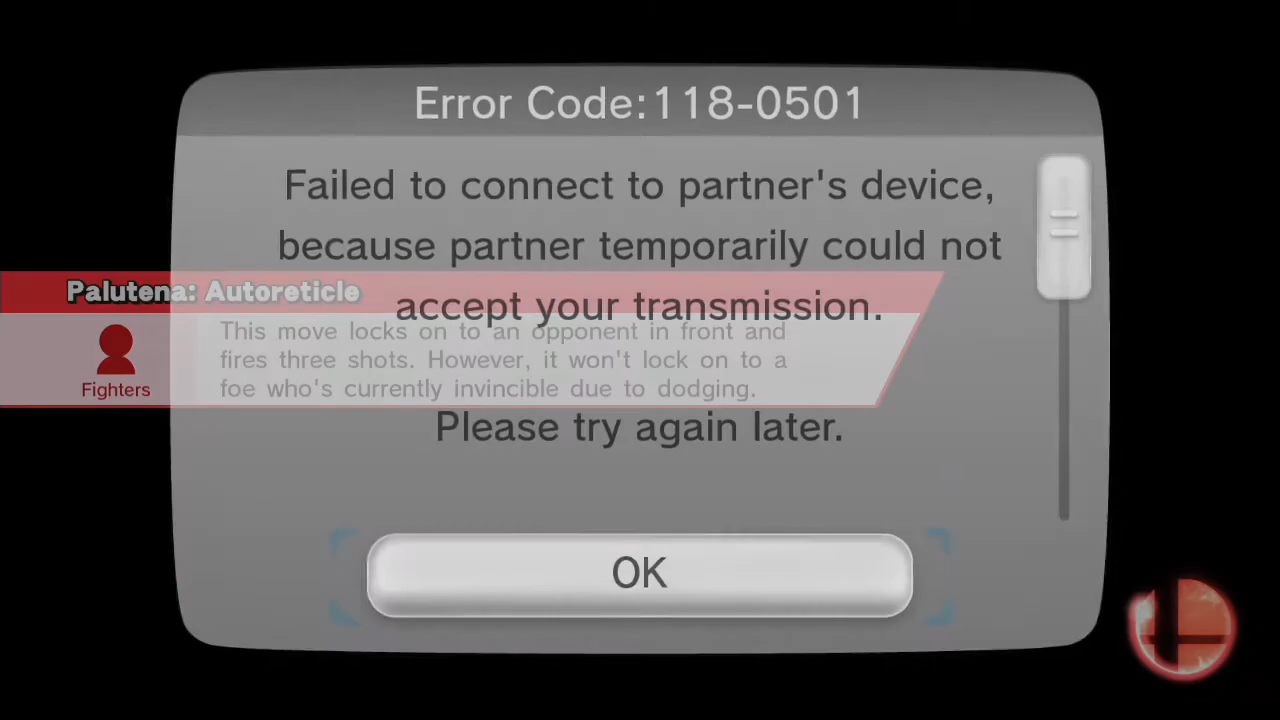 Error Code:118-0501
Failed to connect to partner's device,
because partner temporarily could not
accept your transmission.
Please try again later.
OK
Palutena: Autoreticle
Fighters
This move locks on to an opponent in front and
fires three shots. However, it won't lock on to a
foe who's currently invincible due to dodging.